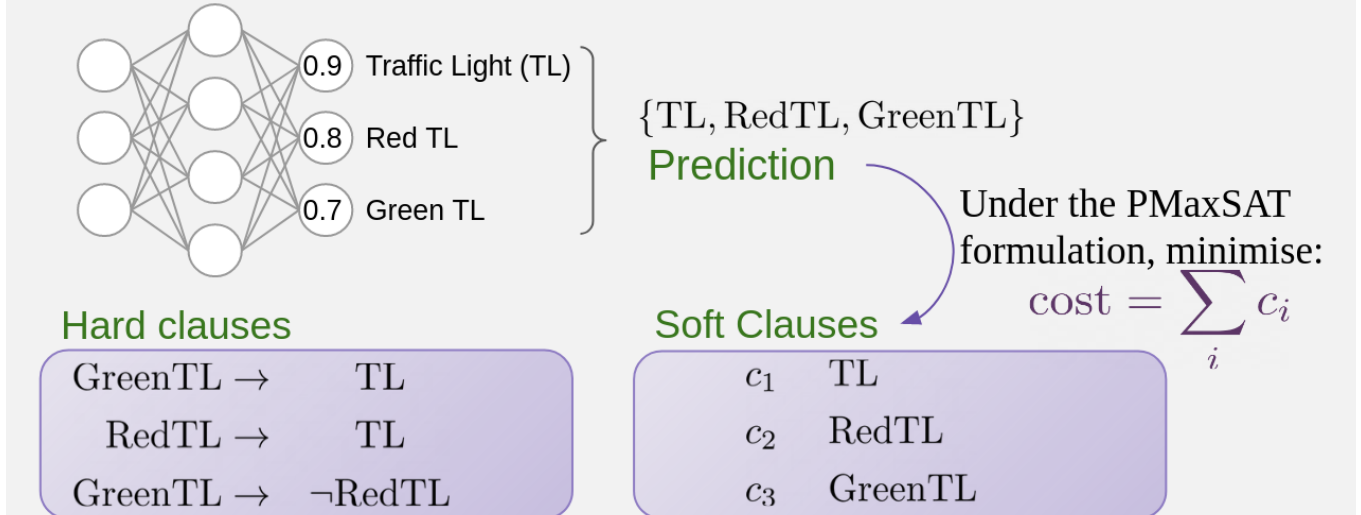 0.9 Traffic Light (TL)
0.8 Red TL
0.7 Green TL
{TL, RedTL, GreenTL}
Prediction
Under the PMaxSAT
formulation, minimise:
cost = ∑ᵢ cᵢ
Hard clauses
GreenTL → TL
RedTL → TL
GreenTL → ¬RedTL
Soft Clauses
c₁ TL
c₂ RedTL
c₃ GreenTL